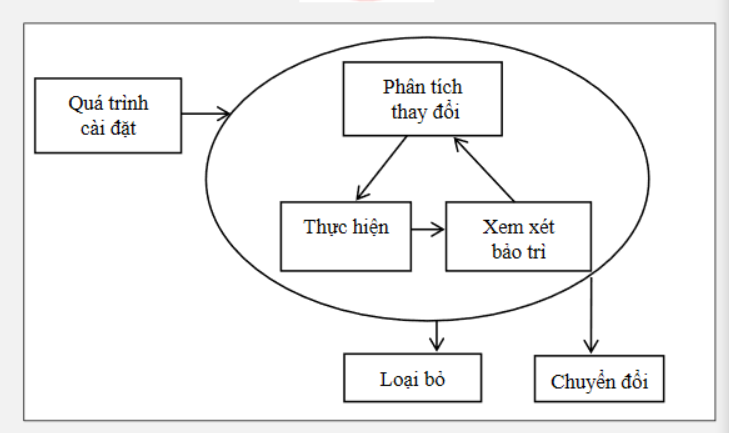 Phân tích
thay đổi
Quá trình
cài đặt
Thực hiện
Xem xét
bảo trì
Loại bỏ
Chuyển đổi